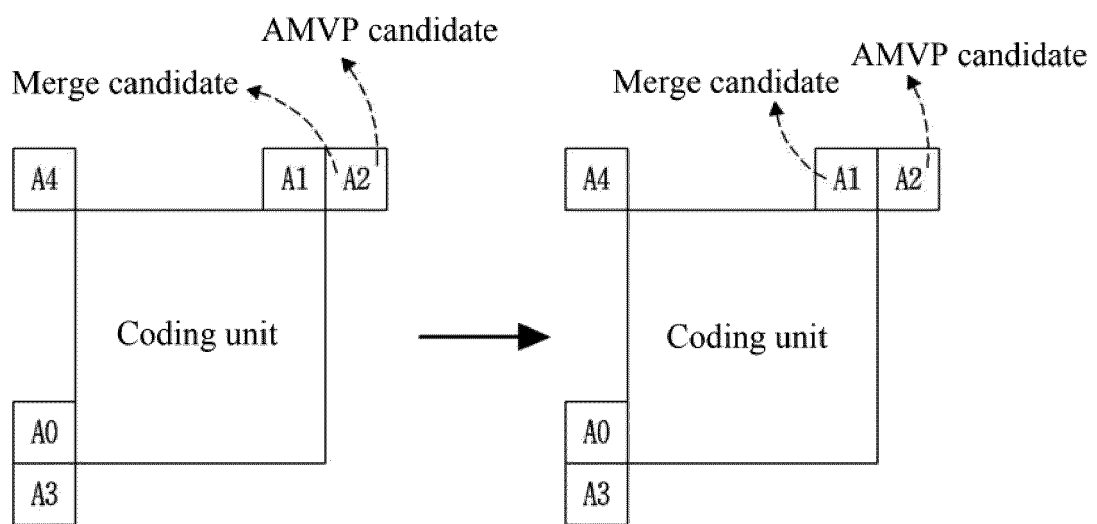 AMVP candidate
Merge candidate
A4
A1
A2
Coding unit
A0
A3
AMVP candidate
Merge candidate
A4
A1
A2
Coding unit
A0
A3